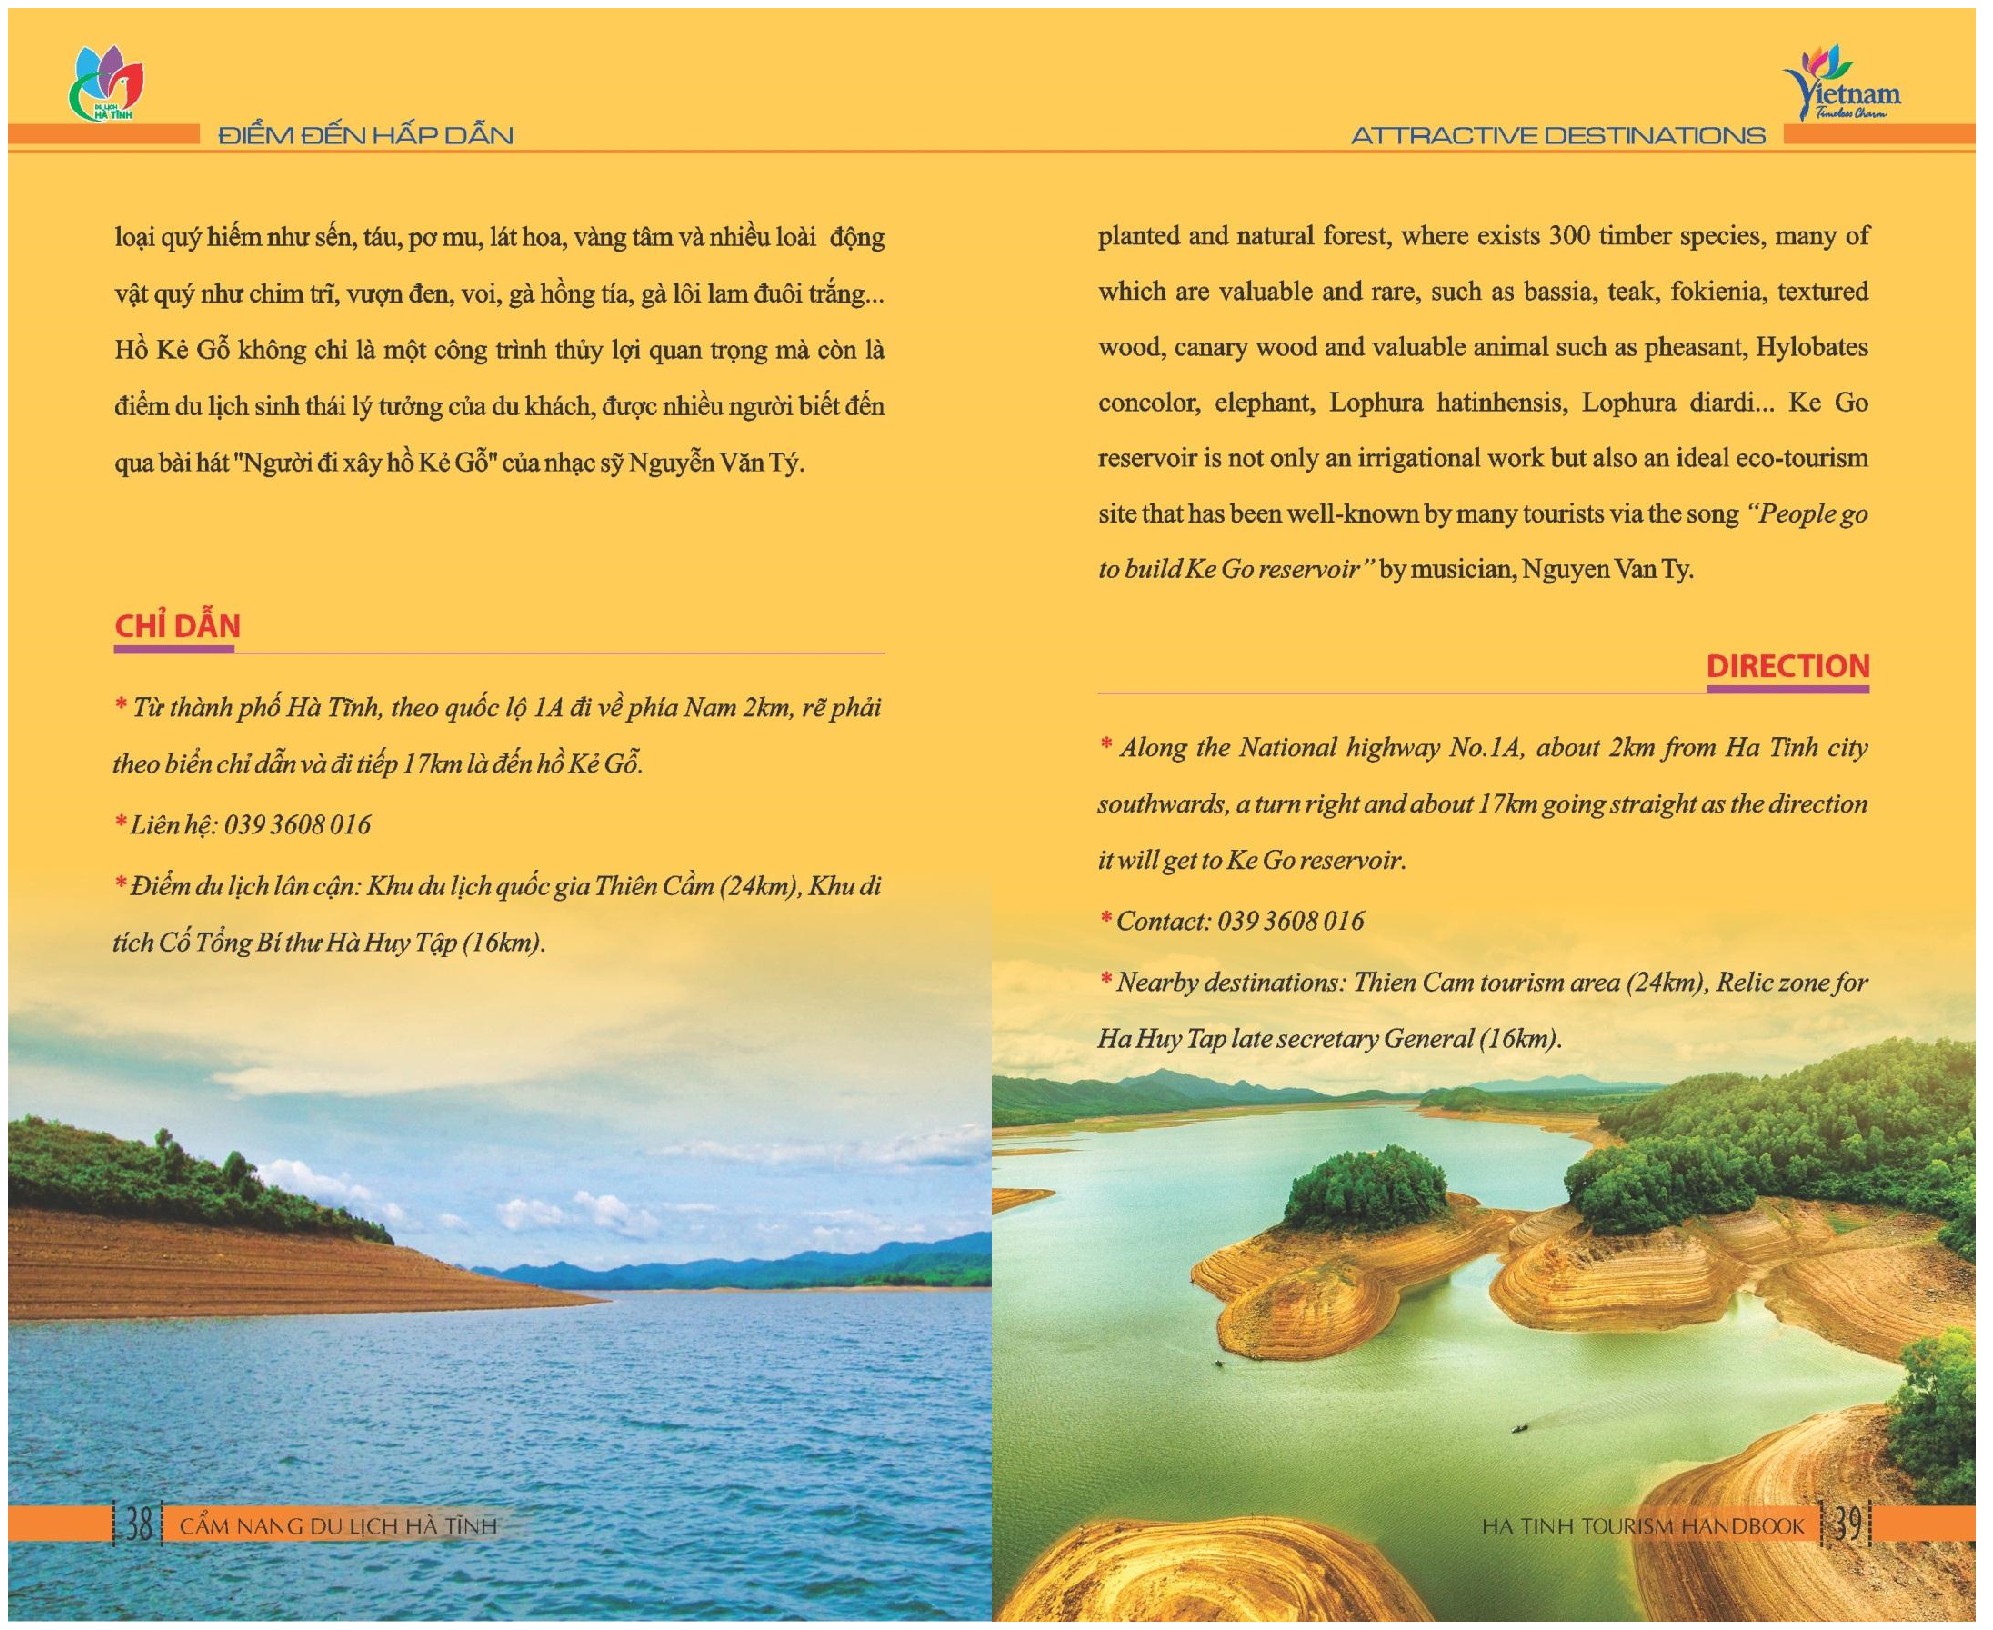 DU LỊCH
HÀ TĨNH
ĐIỂM ĐẾN HẤP DẪN
loại quý hiếm như sến, táu, pơ mu, lát hoa, vàng tâm và nhiều loài động
vật quý như chim trĩ, vượn đen, voi, gà hồng tía, gà lôi lam đuôi trắng...
Hồ Kẻ Gỗ không chỉ là một công trình thủy lợi quan trọng mà còn là
điểm du lịch sinh thái lý tưởng của du khách, được nhiều người biết đến
qua bài hát "Người đi xây hồ Kẻ Gỗ" của nhạc sỹ Nguyễn Văn Tý.
CHỈ DẪN
* Từ thành phố Hà Tĩnh, theo quốc lộ 1A đi về phía Nam 2km, rẽ phải
theo biển chỉ dẫn và đi tiếp 17km là đến hồ Kẻ Gỗ.
* Liên hệ: 039 3608 016
* Điểm du lịch lân cận: Khu du lịch quốc gia Thiên Cầm (24km), Khu di
tích Cố Tổng Bí thư Hà Huy Tập (16km).
38 CẨM NANG DU LỊCH HÀ TĨNH
Vietnam
Timeless Charm
ATTRACTIVE DESTINATIONS
planted and natural forest, where exists 300 timber species, many of
which are valuable and rare, such as bassia, teak, fokienia, textured
wood, canary wood and valuable animal such as pheasant, Hylobates
concolor, elephant, Lophura hatinhensis, Lophura diardi... Ke Go
reservoir is not only an irrigational work but also an ideal eco-tourism
site that has been well-known by many tourists via the song “People go
to build Ke Go reservoir” by musician, Nguyen Van Ty.
DIRECTION
* Along the National highway No.1A, about 2km from Ha Tinh city
southwards, a turn right and about 17km going straight as the direction
it will get to Ke Go reservoir.
* Contact: 039 3608 016
* Nearby destinations: Thien Cam tourism area (24km), Relic zone for
Ha Huy Tap late secretary General (16km).
HA TINH TOURISM HANDBOOK 39